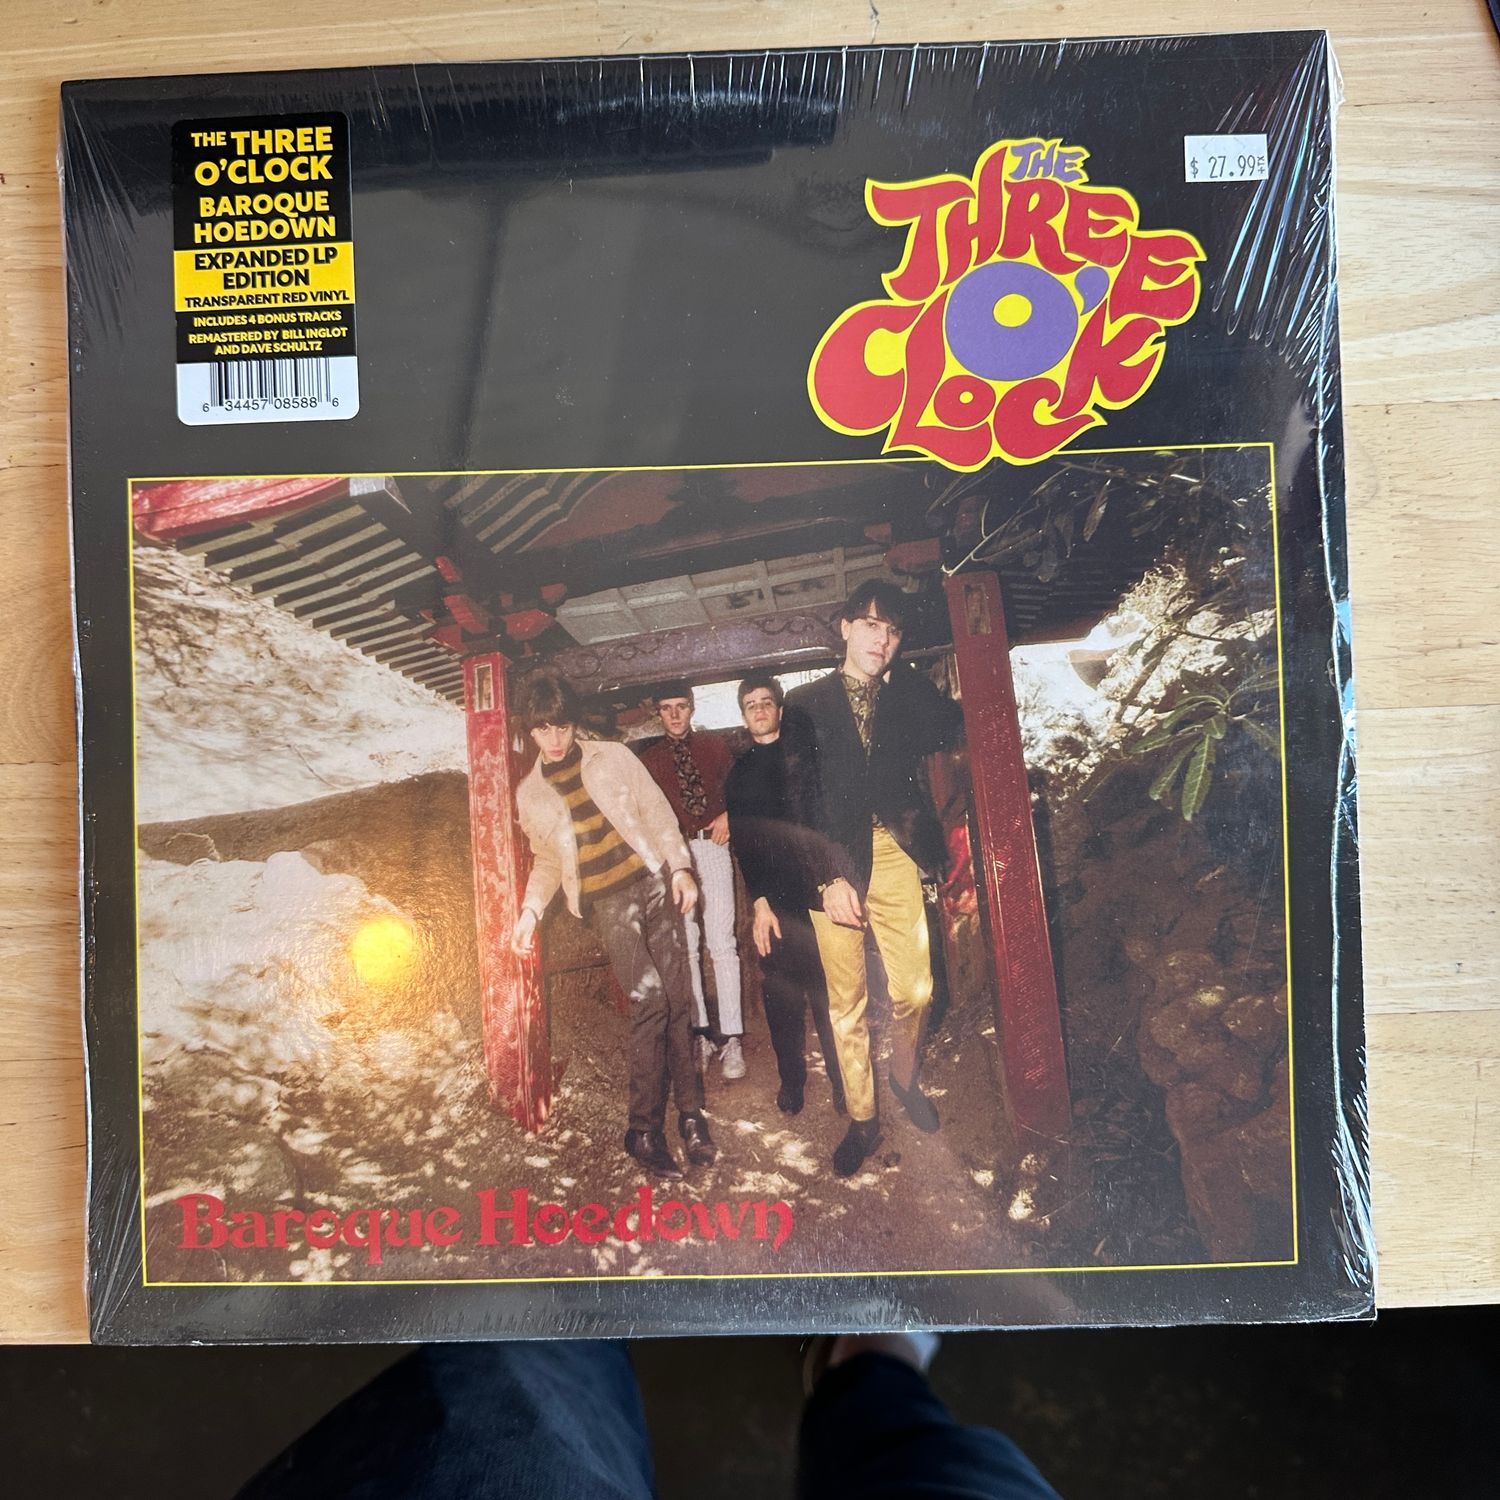 THE THREE
O'CLOCK
BAROQUE
HOEDOWN
EXPANDED LP
EDITION
TRANSPARENT RED VINYL
INCLUDES 4 BONUS TRACKS
REMASTERED BY BILL INGLOT
AND DAVE SCHULTZ
6 34457 08588 6
THE
THREE
O'
CLOCK
$ 27.99
Baroque Hoedown